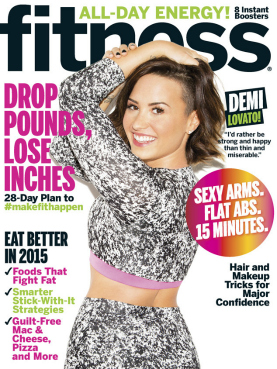 ALL-DAY ENERGY!
8 Instant
Boosters
fitness®
DROP
POUNDS,
LOSE
INCHES
28-Day Plan to
#makefithappen
EAT BETTER
IN 2015
✓Foods That
Fight Fat
✓Smarter
Stick-With-It
Strategies
✓Guilt-Free
Mac &
Cheese,
Pizza
and More
DEMI
LOVATO!
"I'd rather be
strong and happy
than thin and
miserable."
SEXY ARMS.
FLAT ABS.
15 MINUTES.
Hair and
Makeup
Tricks for
Major
Confidence